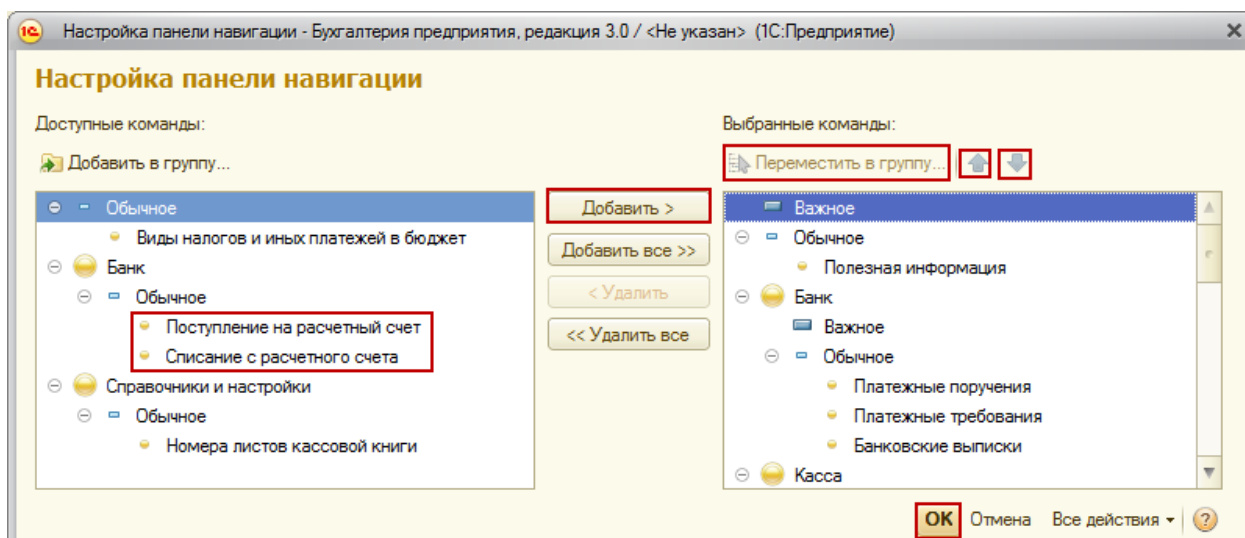 1С Настройка панели навигации - Бухгалтерия предприятия, редакция 3.0 / <Не указан> (1С:Предприятие)
Настройка панели навигации
Доступные команды:
Добавить в группу...
Обычное
Виды налогов и иных платежей в бюджет
Банк
Обычное
Поступление на расчетный счет
Списание с расчетного счета
Справочники и настройки
Обычное
Номера листов кассовой книги
Добавить >
Добавить все >>
< Удалить
<< Удалить все
Выбранные команды:
Переместить в группу...
Важное
Обычное
Полезная информация
Банк
Важное
Обычное
Платежные поручения
Платежные требования
Банковские выписки
Касса
ОК Отмена Все действия ?